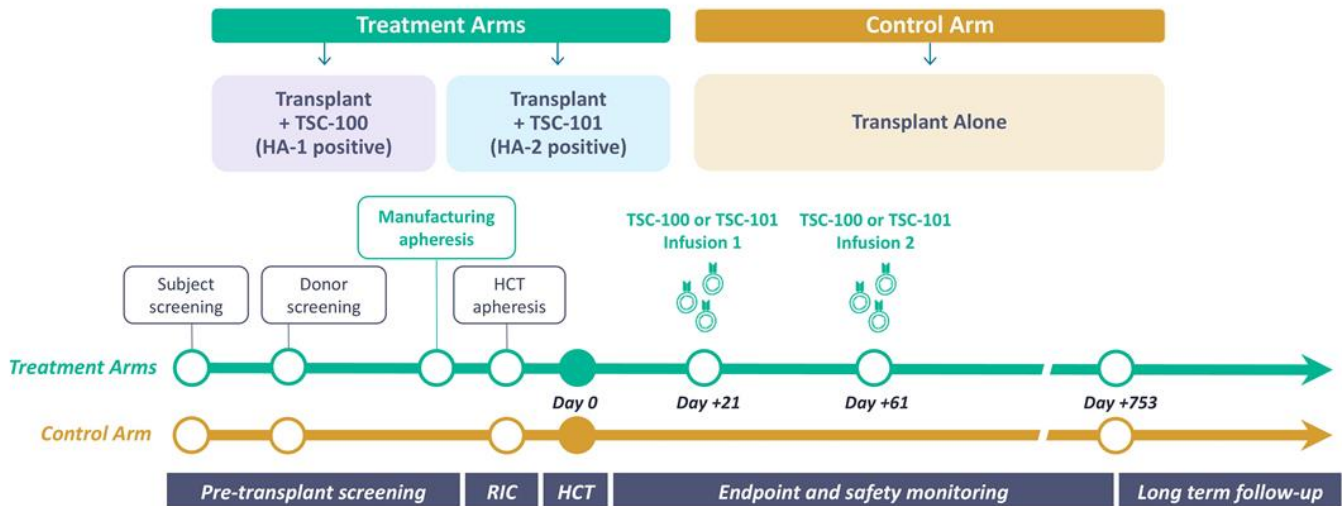 Treatment Arms
Control Arm
Transplant
+ TSC-100
(HA-1 positive)
Transplant
+ TSC-101
(HA-2 positive)
Transplant Alone
Manufacturing
apheresis
TSC-100 or TSC-101
Infusion 1
TSC-100 or TSC-101
Infusion 2
Subject
screening
Donor
screening
HCT
apheresis
Treatment Arms
Day 0
Day +21
Day +61
Day +753
Control Arm
Pre-transplant screening
RIC
HCT
Endpoint and safety monitoring
Long term follow-up